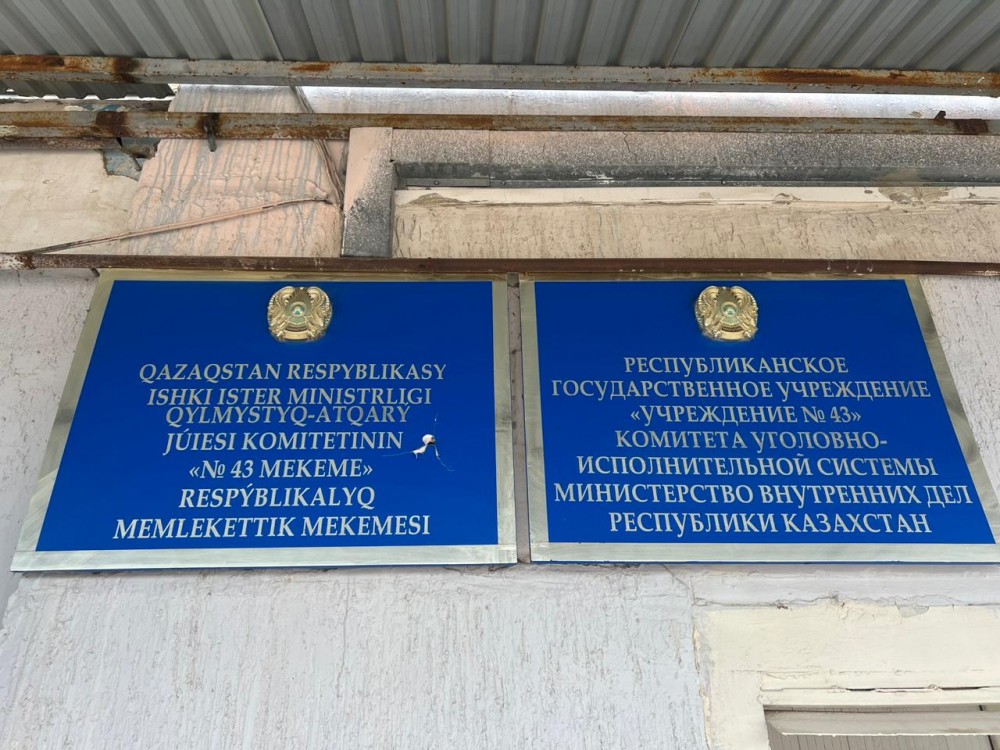 QAZAQSTAN RESPYBLIKASY
ISHKI ISTER MINISTRLIGI
QYLMYSTYQ-ATQARY
JÚIESI KOMITETININ
«№ 43 MEKEME»
RESPÝBLIKALYQ
MEMLEKETTIK MEKEMESI
РЕСПУБЛИКАНСКОЕ
ГОСУДАРСТВЕННОЕ УЧРЕЖДЕНИЕ
«УЧРЕЖДЕНИЕ № 43»
КОМИТЕТА УГОЛОВНО-
ИСПОЛНИТЕЛЬНОЙ СИСТЕМЫ
МИНИСТЕРСТВО ВНУТРЕННИХ ДЕЛ
РЕСПУБЛИКИ КАЗАХСТАН